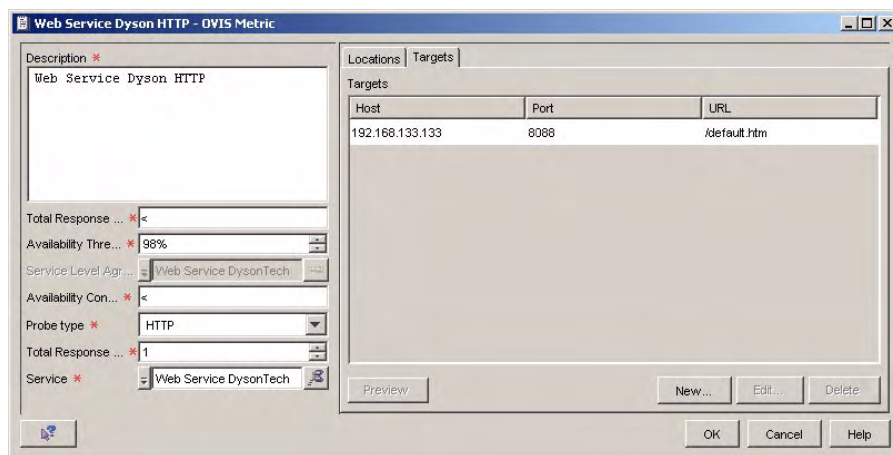 Web Service Dyson HTTP - OVIS Metric
Description *
Web Service Dyson HTTP
Total Response ... * <
Availability Thre... * 98%
Service Level Agr... Web Service DysonTech
Availability Con... * <
Probe type * HTTP
Total Response ... * 1
Service * Web Service DysonTech
Locations Targets
Targets
Host Port URL
192.168.133.133 8088 /default.htm
Preview New... Edit... Delete
OK Cancel Help